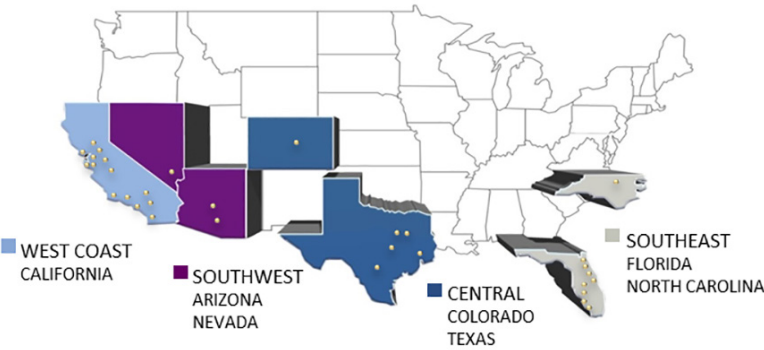 WEST COAST
CALIFORNIA
SOUTHWEST
ARIZONA
NEVADA
CENTRAL
COLORADO
TEXAS
SOUTHEAST
FLORIDA
NORTH CAROLINA